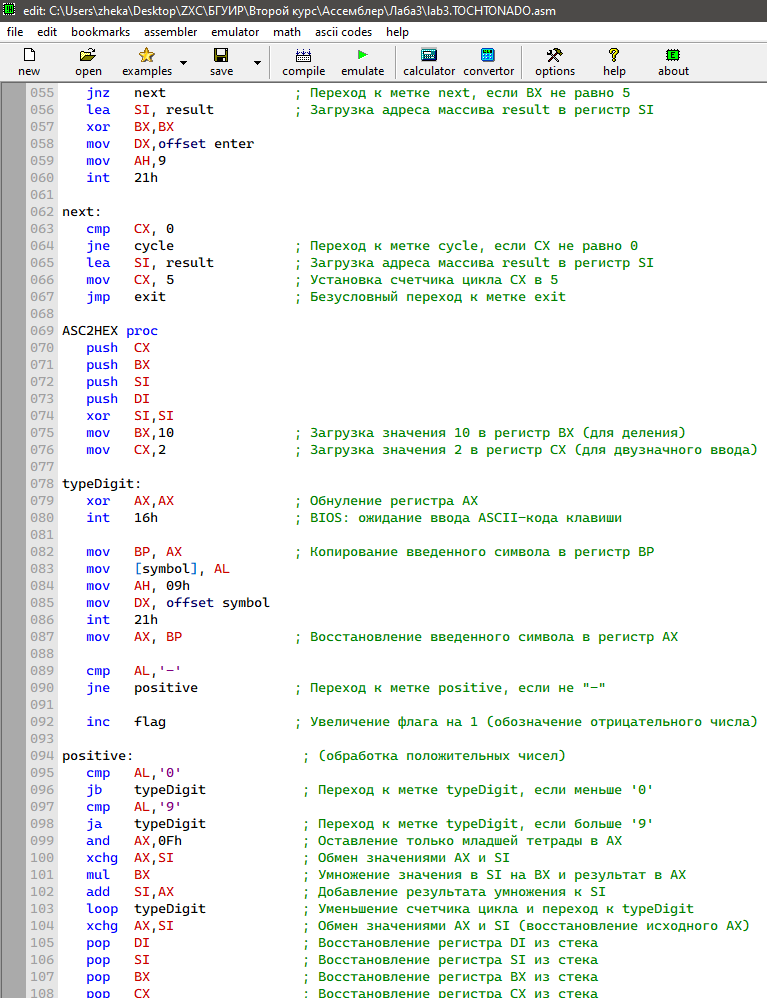 edit: C:\Users\zheka\Desktop\ZXC\БГУИР\Второй курс\Ассемблер\Лаба3\lab3.TOCHTONADO.asm
file edit bookmarks assembler emulator math ascii codes help
new open examples save compile emulate calculator convertor options help about
055 jnz next ; Переход к метке next, если BX не равно 5
056 lea SI, result ; Загрузка адреса массива result в регистр SI
057 xor BX,BX
058 mov DX,offset enter
059 mov AH,9
060 int 21h
061
062 next:
063 cmp CX, 0
064 jne cycle ; Переход к метке cycle, если CX не равно 0
065 lea SI, result ; Загрузка адреса массива result в регистр SI
066 mov CX, 5 ; Установка счетчика цикла CX в 5
067 jmp exit ; Безусловный переход к метке exit
068
069 ASC2HEX proc
070 push CX
071 push BX
072 push SI
073 push DI
074 xor SI,SI
075 mov BX,10 ; Загрузка значения 10 в регистр BX (для деления)
076 mov CX,2 ; Загрузка значения 2 в регистр CX (для двузначного ввода)
077
078 typeDigit:
079 xor AX,AX ; Обнуление регистра AX
080 int 16h ; BIOS: ожидание ввода ASCII-кода клавиши
081
082 mov BP, AX ; Копирование введенного символа в регистр BP
083 mov [symbol], AL
084 mov AH, 09h
085 mov DX, offset symbol
086 int 21h
087 mov AX, BP ; Восстановление введенного символа в регистр AX
088
089 cmp AL,'-'
090 jne positive ; Переход к метке positive, если не "-"
091
092 inc flag ; Увеличение флага на 1 (обозначение отрицательного числа)
093
094 positive: ; (обработка положительных чисел)
095 cmp AL,'0'
096 jb typeDigit ; Переход к метке typeDigit, если меньше '0'
097 cmp AL,'9'
098 ja typeDigit ; Переход к метке typeDigit, если больше '9'
099 and AX,0Fh ; Оставление только младшей тетрады в AX
100 xchg AX,SI ; Обмен значениями AX и SI
101 mul BX ; Умножение значения в SI на BX и результат в AX
102 add SI,AX ; Добавление результата умножения к SI
103 loop typeDigit ; Уменьшение счетчика цикла и переход к typeDigit
104 xchg AX,SI ; Обмен значениями AX и SI (восстановление исходного AX)
105 pop DI ; Восстановление регистра DI из стека
106 pop SI ; Восстановление регистра SI из стека
107 pop BX ; Восстановление регистра BX из стека
108 pop CX ; Восстановление регистра CX из стека